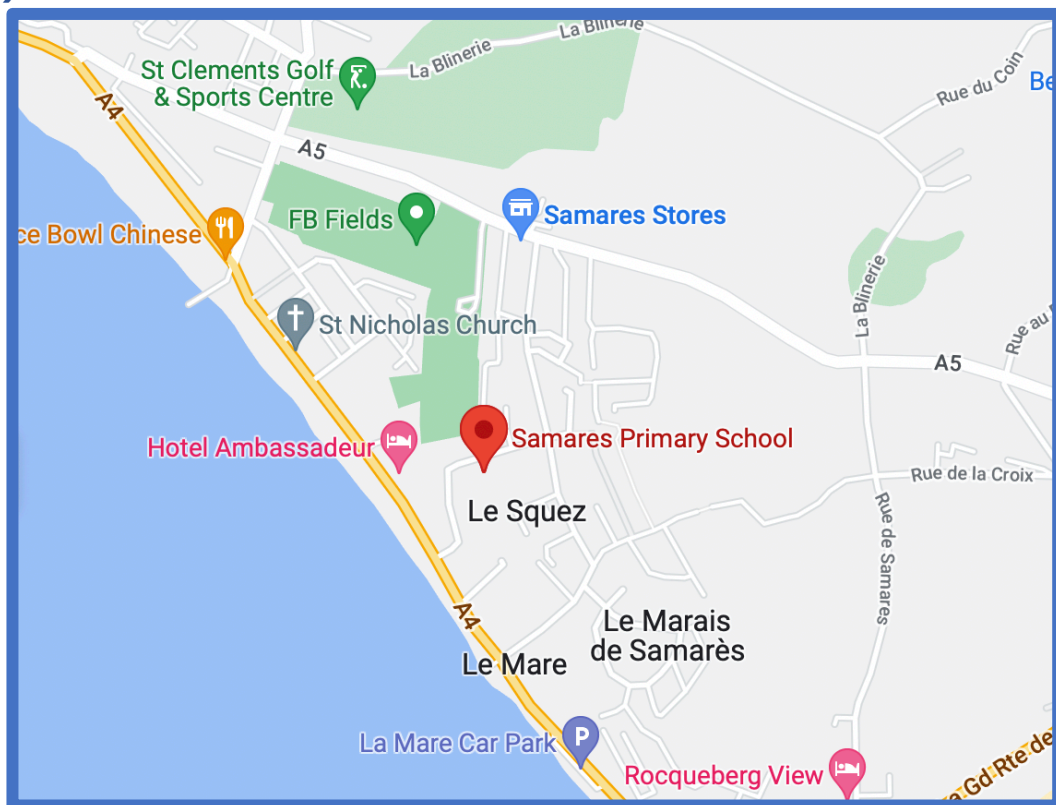 La Blinerie
La Blinerie
St Clements Golf
& Sports Centre
Rue du Coin
Be
A4
A5
FB Fields
Samares Stores
ce Bowl Chinese
La Blinerie
St Nicholas Church
Rue au
A5
Hotel Ambassadeur
Samares Primary School
Rue de la Croix
Le Squez
Rue de Samares
A4
Le Marais
de Samarès
Le Mare
La Mare Car Park
P
Rocqueberg View
a Gd Rte de